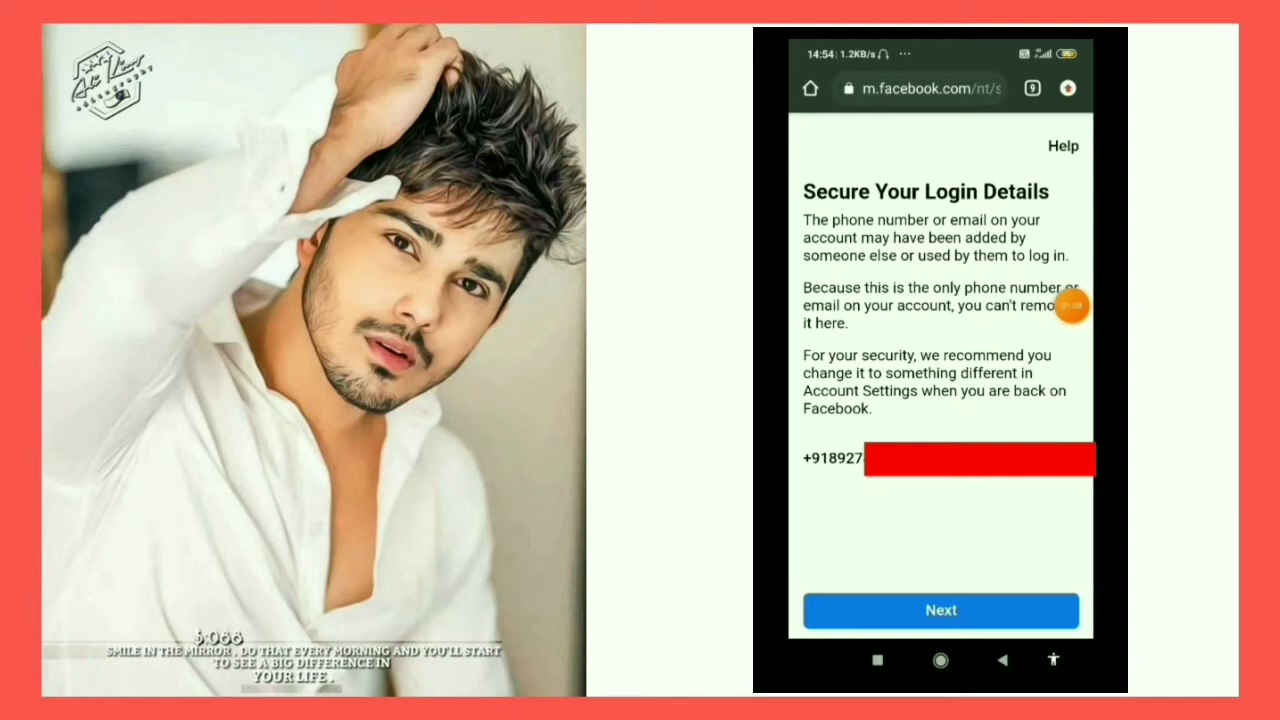 $:066
SMILE IN THE MIRROR . DO THAT EVERY MORNING AND YOU'LL START
TO SEE A BIG DIFFERENCE IN
YOUR LIFE .
14:54 1.2KB/s ...
m.facebook.com/nt/s
9
Help
Secure Your Login Details
The phone number or email on your
account may have been added by
someone else or used by them to log in.
Because this is the only phone number or
email on your account, you can't remo
it here.
01:09
For your security, we recommend you
change it to something different in
Account Settings when you are back on
Facebook.
+918927
Next